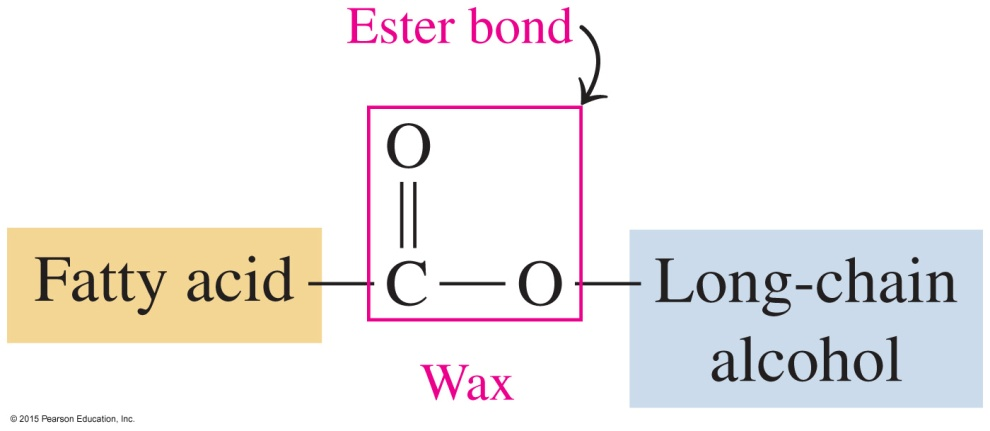 Ester bond
O
Fatty acid
C
O
Long-chain
alcohol
Wax
© 2015 Pearson Education, Inc.